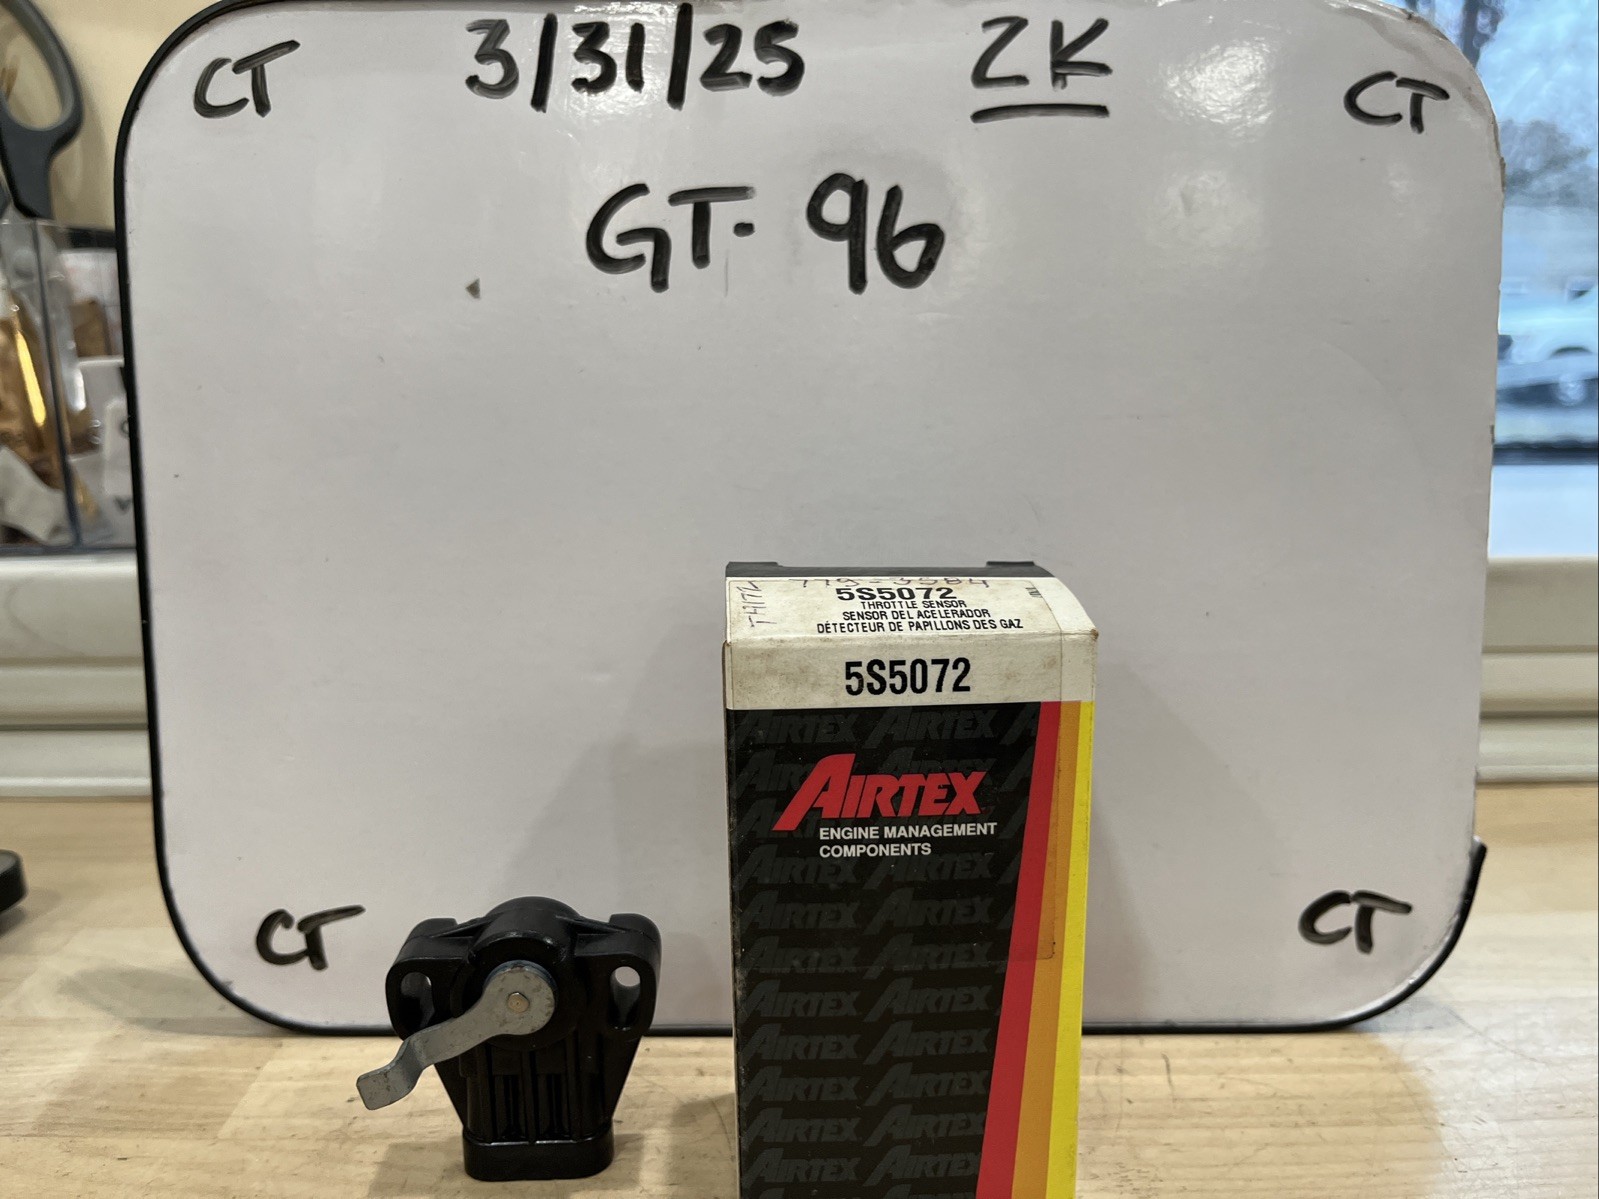 CT 3/31/25 ZK CT
GT-96
5S5072
THROTTLE SENSOR
SENSOR DEL ACELERADOR
DÉTECTEUR DE PAPILLONS DES GAZ
5S5072
AIRTEX
ENGINE MANAGEMENT
COMPONENTS
CT
CT